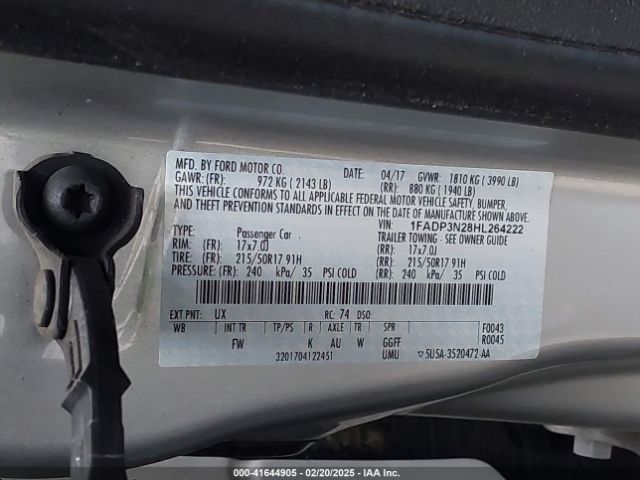 MFD. BY FORD MOTOR CO. DATE: 04/17 GVWR: 1810 KG ( 3990 LB)
GAWR: (FR): 972 KG ( 2143 LB) (RR): 880 KG ( 1940 LB)
THIS VEHICLE CONFORMS TO ALL APPLICABLE FEDERAL MOTOR VEHICLE SAFETY, BUMPER,
AND THEFT PREVENTION STANDARDS IN EFFECT ON THE DATE OF MANUFACTURE SHOWN ABOVE.
VIN: 1FADP3N28HL264222
TYPE: Passenger Car TRAILER TOWING - SEE OWNER GUIDE
RIM: (FR) 17x7.0J (RR): 17x7.0J
TIRE: (FR): 215/50R17 91H (RR): 215/50R17 91H
PRESSURE: (FR): 240 kPa/ 35 PSI COLD (RR): 240 kPa/ 35 PSI COLD
EXT PNT: UX RC: 74 DSO:
WB INT TR TP/PS R AXLE TR SPR F0043
FW K AU W GGFF R0045
3201704122451 UMU ▽5U5A-3520472-AA
000-41644905 - 02/20/2025 - IAA Inc.